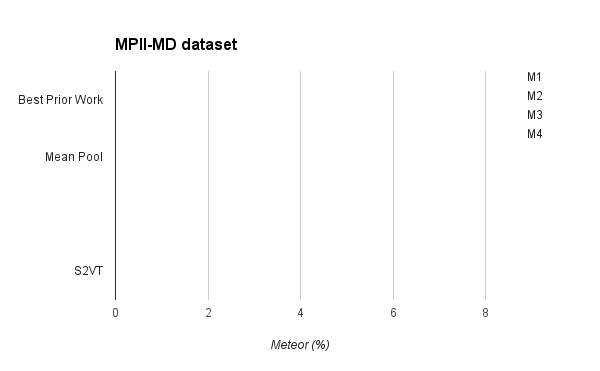 MPII-MD dataset
Best Prior Work
Mean Pool
S2VT
0 2 4 6 8
Meteor (%)
M1
M2
M3
M4